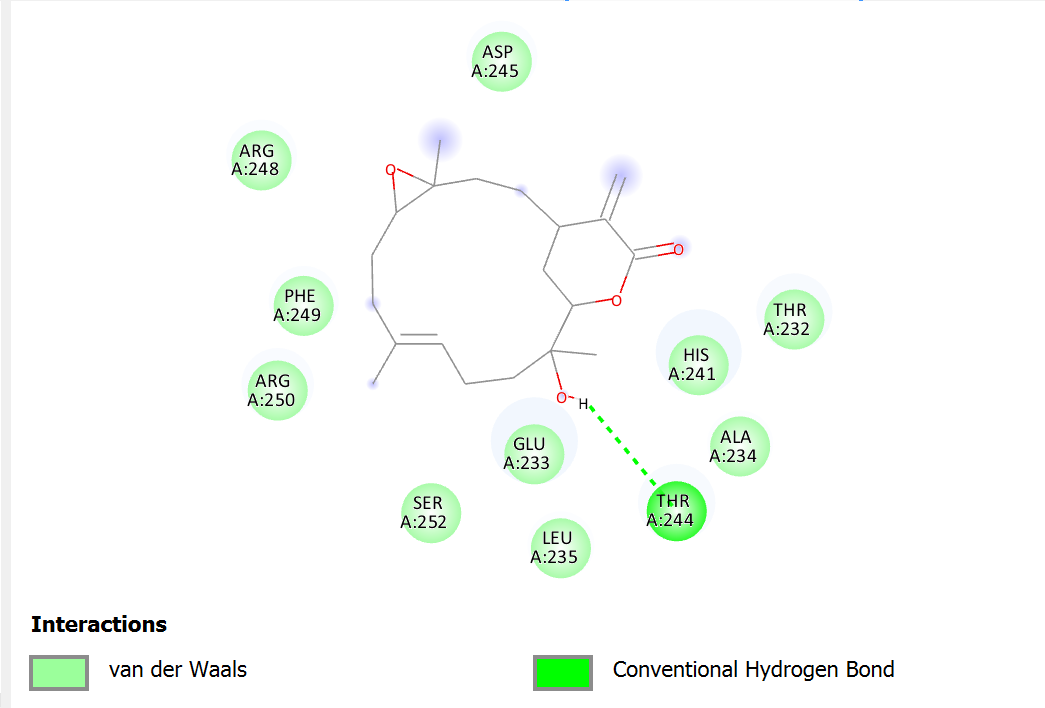 ASP
A:245
ARG
A:248
O
O
O
PHE
A:249
THR
A:232
HIS
A:241
ARG
A:250
O
H
GLU
A:233
ALA
A:234
SER
A:252
THR
A:244
LEU
A:235
Interactions
van der Waals
Conventional Hydrogen Bond